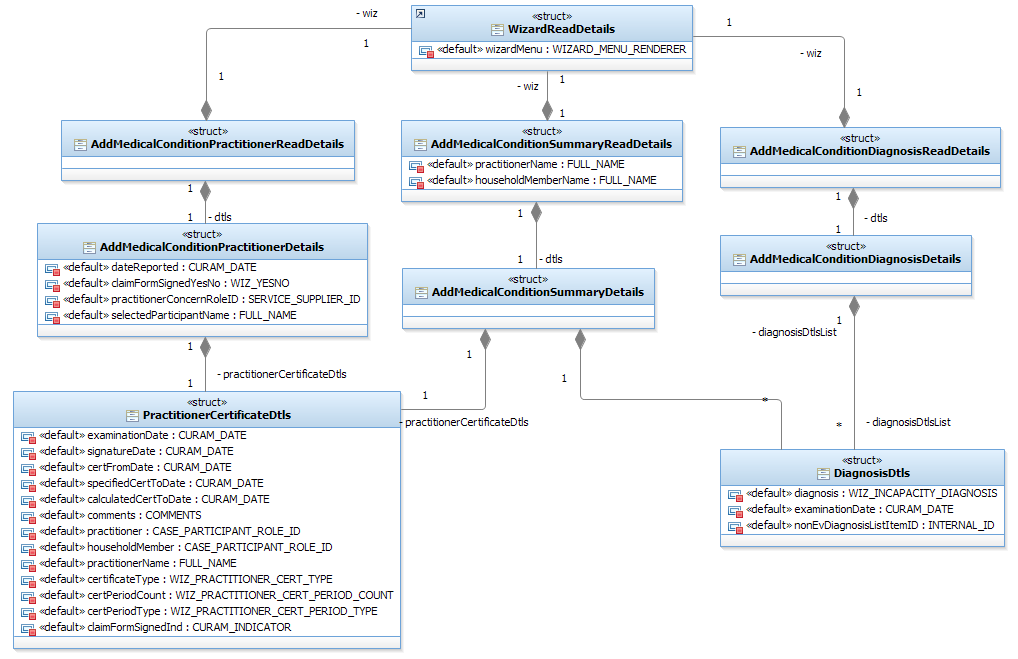 - wiz
1
1
«struct»
WizardReadDetails
«default» wizardMenu : WIZARD_MENU_RENDERER
1
- wiz
1
- wiz
1
1
«struct»
AddMedicalConditionPractitionerReadDetails
«struct»
AddMedicalConditionSummaryReadDetails
«default» practitionerName : FULL_NAME
«default» householdMemberName : FULL_NAME
«struct»
AddMedicalConditionDiagnosisReadDetails
1
1
- dtls
1
1
- dtls
1
1
- dtls
«struct»
AddMedicalConditionPractitionerDetails
«default» dateReported : CURAM_DATE
«default» claimFormSignedYesNo : WIZ_YESNO
«default» practitionerConcernRoleID : SERVICE_SUPPLIER_ID
«default» selectedParticipantName : FULL_NAME
«struct»
AddMedicalConditionSummaryDetails
«struct»
AddMedicalConditionDiagnosisDetails
1
- diagnosisDtlsList
1
1
- practitionerCertificateDtls
1
1
- practitionerCertificateDtls
1
*
*
- diagnosisDtlsList
«struct»
PractitionerCertificateDtls
«default» examinationDate : CURAM_DATE
«default» signatureDate : CURAM_DATE
«default» certFromDate : CURAM_DATE
«default» specifiedCertToDate : CURAM_DATE
«default» calculatedCertToDate : CURAM_DATE
«default» comments : COMMENTS
«default» practitioner : CASE_PARTICIPANT_ROLE_ID
«default» householdMember : CASE_PARTICIPANT_ROLE_ID
«default» practitionerName : FULL_NAME
«default» certificateType : WIZ_PRACTITIONER_CERT_TYPE
«default» certPeriodCount : WIZ_PRACTITIONER_CERT_PERIOD_COUNT
«default» certPeriodType : WIZ_PRACTITIONER_CERT_PERIOD_TYPE
«default» claimFormSignedInd : CURAM_INDICATOR
«struct»
DiagnosisDtls
«default» diagnosis : WIZ_INCAPACITY_DIAGNOSIS
«default» examinationDate : CURAM_DATE
«default» nonEvDiagnosisListItemID : INTERNAL_ID